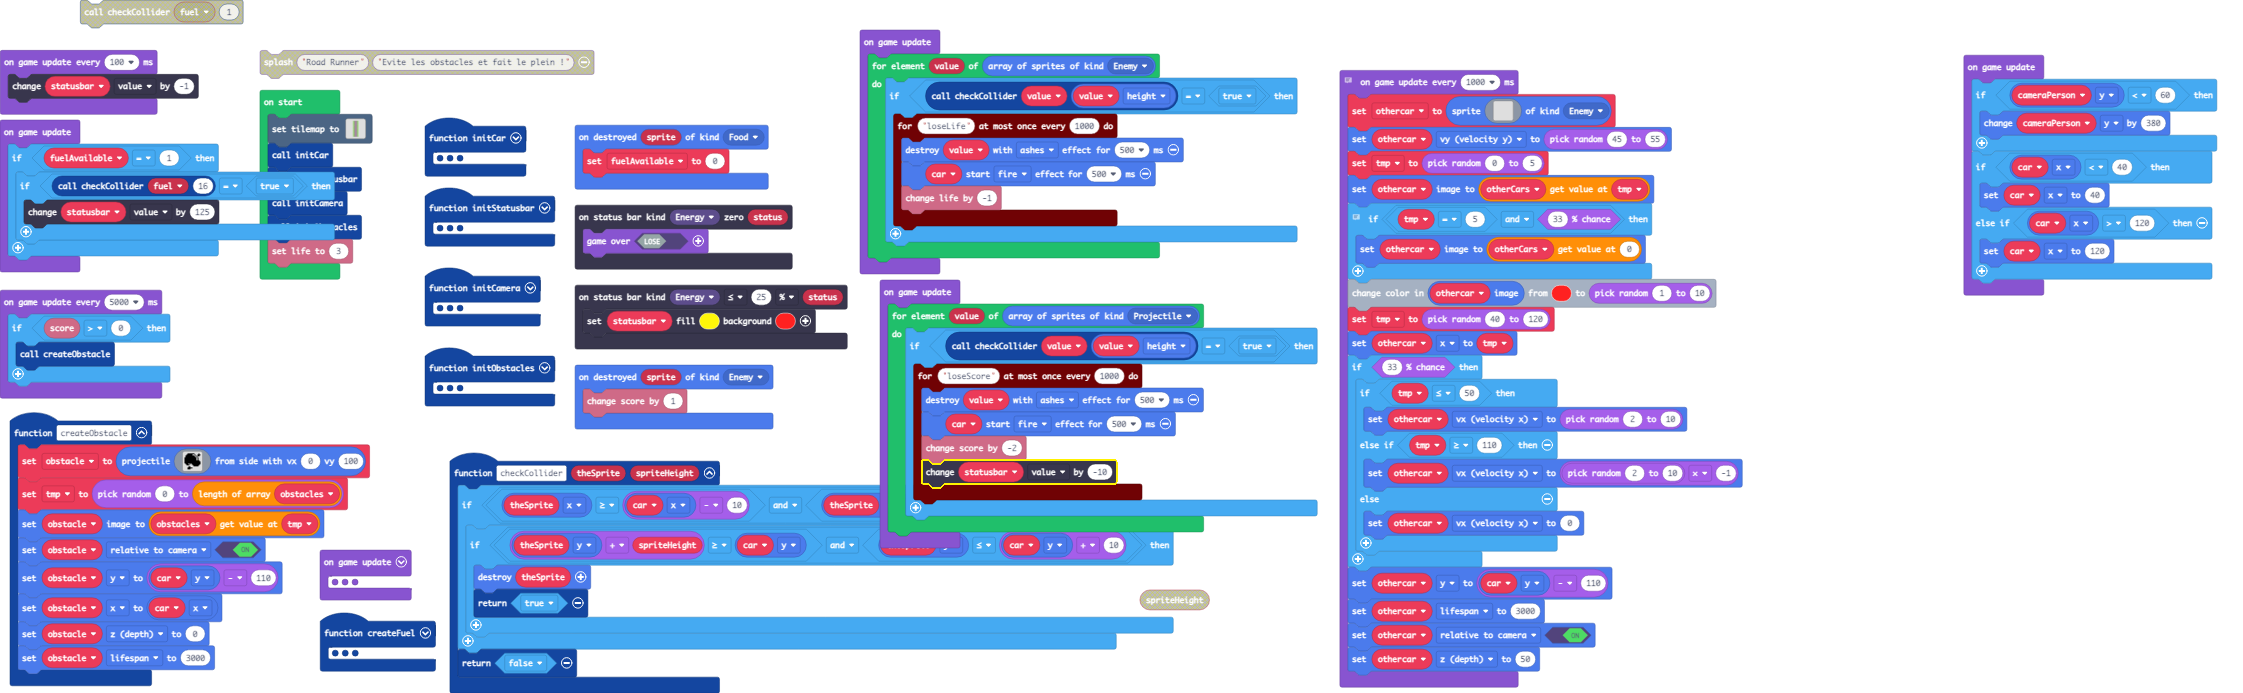 call checkCollider fuel 1
on game update every 100 ms
change statusbar value by -1
on game update
if fuelAvailable = 1 then
if call checkCollider fuel 16 = true then
change statusbar value by 125
on game update every 5000 ms
if score > 0 then
call createObstacle
function createObstacle
set obstacle to projectile from side with vx 0 vy 100
set tmp to pick random 0 to length of array obstacles
set obstacle image to obstacles get value at tmp
set obstacle relative to camera ON
set obstacle y to car y - 110
set obstacle x to car x
set obstacle z (depth) to 0
set obstacle lifespan to 3000
splash "Road Runner" "Evite les obstacles et fait le plein !"
on start
set tilemap to
call initCar
usbar
call initCamera
acles
set life to 3
on game update
function createFuel
function initCar
function initStatusbar
function initCamera
function initObstacles
on destroyed sprite of kind Food
set fuelAvailable to 0
on status bar kind Energy zero status
game over LOSE
on status bar kind Energy ≤ 25 % status
set statusbar fill background
on destroyed sprite of kind Enemy
change score by 1
function checkCollider theSprite spriteHeight
if theSprite x ≥ car x - 10 and theSprite
if theSprite y + spriteHeight ≥ car y and ≤ car y + 10 then
destroy theSprite
return true
return false
spriteHeight
on game update
for element value of array of sprites of kind Enemy
do
if call checkCollider value value height = true then
for "loseLife" at most once every 1000 do
destroy value with ashes effect for 500 ms
car start fire effect for 500 ms
change life by -1
on game update
for element value of array of sprites of kind Projectile
do
if call checkCollider value value height = true then
for "loseScore" at most once every 1000 do
destroy value with ashes effect for 500 ms
car start fire effect for 500 ms
change score by -2
change statusbar value by -10
on game update every 1000 ms
set othercar to sprite of kind Enemy
set othercar vy (velocity y) to pick random 45 to 55
set tmp to pick random 0 to 5
set othercar image to otherCars get value at tmp
if tmp = 5 and 33 % chance then
set othercar image to otherCars get value at 0
change color in othercar image from to pick random 1 to 10
set tmp to pick random 40 to 120
set othercar x to tmp
if 33 % chance then
if tmp ≤ 50 then
set othercar vx (velocity x) to pick random 2 to 10
else if tmp ≥ 110 then
set othercar vx (velocity x) to pick random 2 to 10 x -1
else
set othercar vx (velocity x) to 0
set othercar y to car y - 110
set othercar lifespan to 3000
set othercar relative to camera ON
set othercar z (depth) to 50
on game update
if cameraPerson y < 60 then
change cameraPerson y by 380
if car x < 40 then
set car x to 40
else if car x > 120 then
set car x to 120